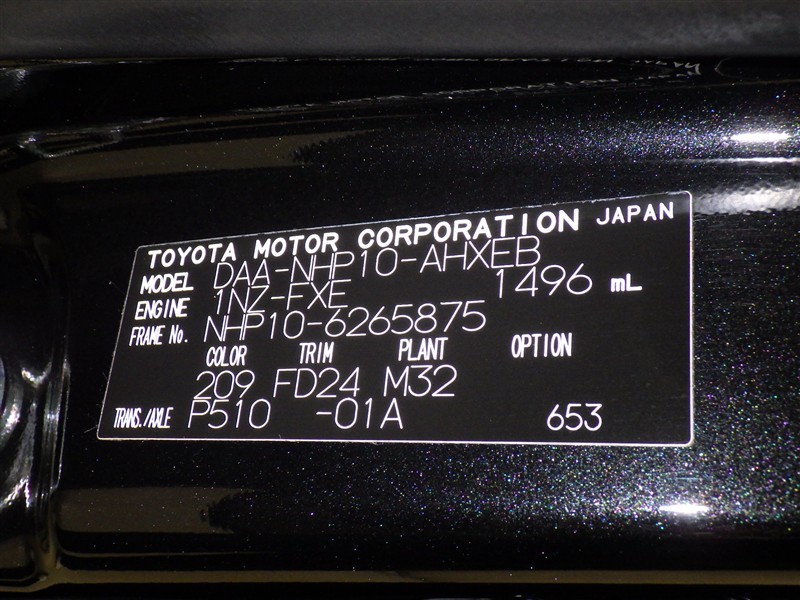 TOYOTA MOTOR CORPORATION JAPAN
MODEL DAA-NHP10-AHXEB
ENGINE 1NZ-FXE 1496 mL
FRAME No. NHP10-6265875
COLOR TRIM PLANT OPTION
209 FD24 M32
TRANS./AXLE P510 -01A 653